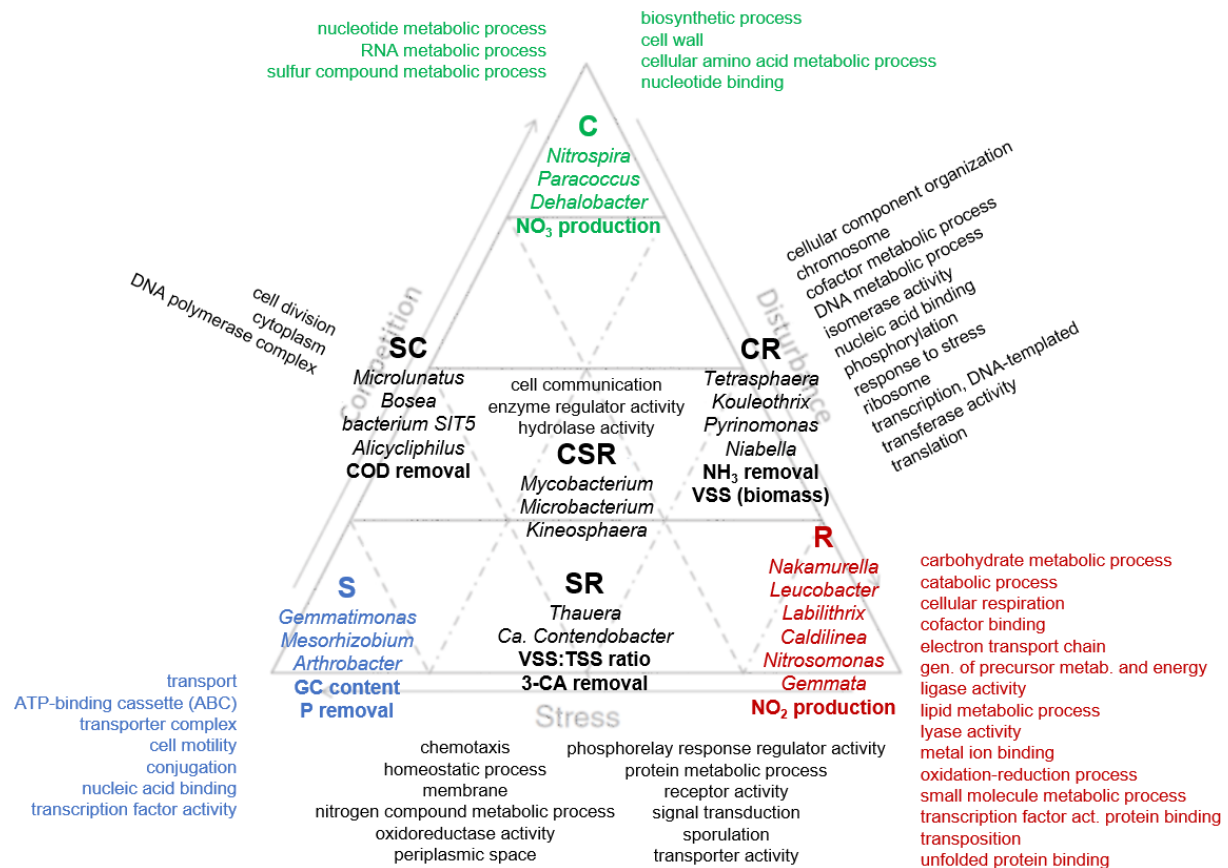 nucleotide metabolic process
RNA metabolic process
sulfur compound metabolic process
biosynthetic process
cell wall
cellular amino acid metabolic process
nucleotide binding
C
Nitrospira
Paracoccus
Dehalobacter
NO3 production
Competition
Disturbance
DNA polymerase complex
cytoplasm
cell division
cellular component organization
chromosome
cofactor metabolic process
DNA metabolic process
isomerase activity
nucleic acid binding
phosphorylation
response to stress
ribosome
transcription, DNA-templated
transferase activity
translation
SC
Microlunatus
Bosea
bacterium SIT5
Alicycliphilus
COD removal
cell communication
enzyme regulator activity
hydrolase activity
CSR
Mycobacterium
Microbacterium
Kineosphaera
CR
Tetrasphaera
Kouleothrix
Pyrinomonas
Niabella
NH3 removal
VSS (biomass)
S
Gemmatimonas
Mesorhizobium
Arthrobacter
GC content
P removal
SR
Thauera
Ca. Contendobacter
VSS:TSS ratio
3-CA removal
R
Nakamurella
Leucobacter
Labilithrix
Caldilinea
Nitrosomonas
Gemmata
NO2 production
Stress
transport
ATP-binding cassette (ABC)
transporter complex
cell motility
conjugation
nucleic acid binding
transcription factor activity
chemotaxis
homeostatic process
membrane
nitrogen compound metabolic process
oxidoreductase activity
periplasmic space
phosphorelay response regulator activity
protein metabolic process
receptor activity
signal transduction
sporulation
transporter activity
carbohydrate metabolic process
catabolic process
cellular respiration
cofactor binding
electron transport chain
gen. of precursor metab. and energy
ligase activity
lipid metabolic process
lyase activity
metal ion binding
oxidation-reduction process
small molecule metabolic process
transcription factor act. protein binding
transposition
unfolded protein binding